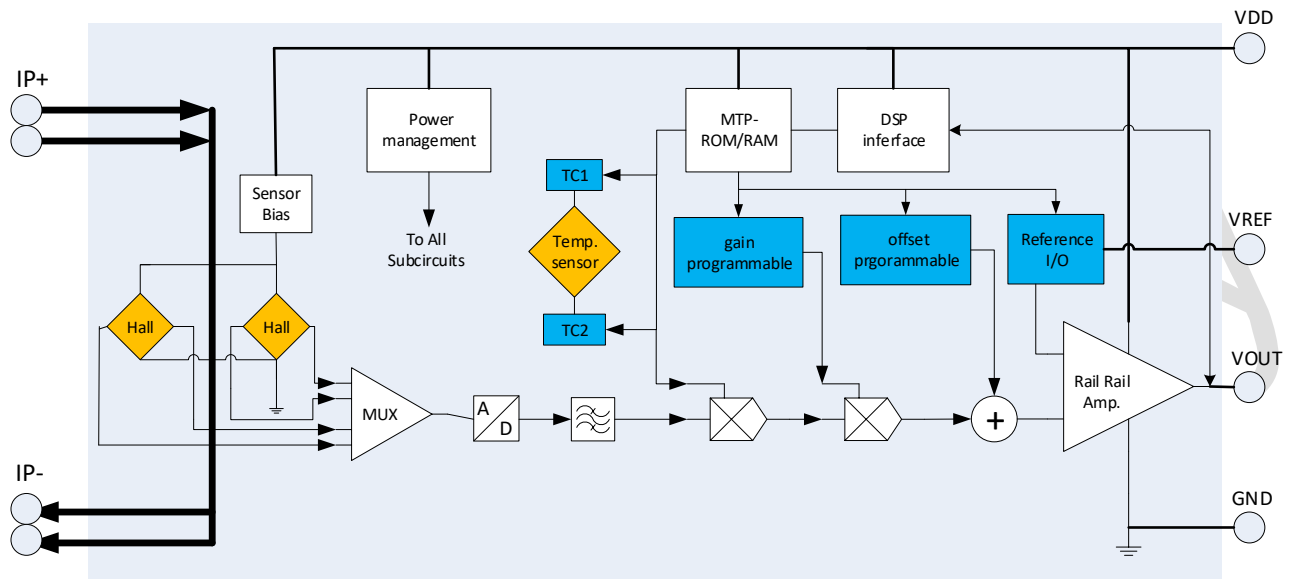 VDD
IP+
Power
management
MTP-
ROM/RAM
DSP
inferface
TC1
Sensor
Bias
To All
Subcircuits
Temp.
sensor
gain
programmable
offset
prgorammable
Reference
I/O
VREF
Hall
Hall
TC2
VOUT
Rail Rail
Amp.
MUX
A
D
+
IP-
GND